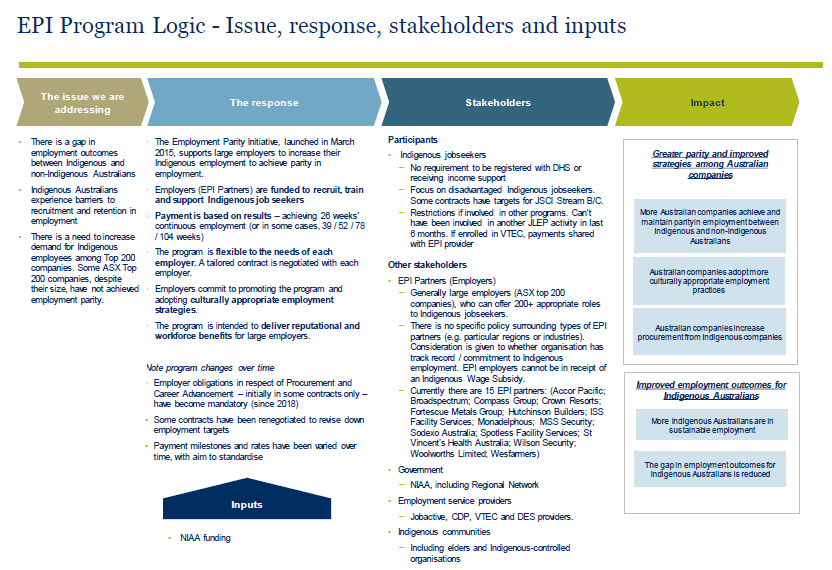 EPI Program Logic - Issue, response, stakeholders and inputs
The issue we are
addressing
The response
Stakeholders
Impact
• There is a gap in
employment outcomes
between Indigenous and
non-Indigenous Australians
• Indigenous Australians
experience barriers to
recruitment and retention in
employment
• There is a need to increase
demand for Indigenous
employees among Top 200
companies. Some ASX Top
200 companies, despite
their size, have not achieved
employment parity.
• The Employment Parity Initiative, launched in March
2015, supports large employers to increase their
Indigenous employment to achieve parity in
employment.
• Employers (EPI Partners) are funded to recruit, train
and support Indigenous job seekers
• Payment is based on results – achieving 26 weeks'
continuous employment (or in some cases, 39 / 52 / 78
/ 104 weeks)
• The program is flexible to the needs of each
employer. A tailored contract is negotiated with each
employer.
• Employers commit to promoting the program and
adopting culturally appropriate employment
strategies.
• The program is intended to deliver reputational and
workforce benefits for large employers.
Note program changes over time
• Employer obligations in respect of Procurement and
Career Advancement – initially in some contracts only –
have become mandatory (since 2018)
• Some contracts have been renegotiated to revise down
employment targets
• Payment milestones and rates have been varied over
time, with aim to standardise
Inputs
• NIAA funding
Participants
• Indigenous jobseekers
– No requirement to be registered with DHS or
receiving income support
– Focus on disadvantaged Indigenous jobseekers.
Some contracts have targets for JSCI Stream B/C.
– Restrictions if involved in other programs. Can't
have been involved in another JLEP activity in last
6 months. If enrolled in VTEC, payments shared
with EPI provider
Other stakeholders
• EPI Partners (Employers)
– Generally large employers (ASX top 200
companies), who can offer 200+ appropriate roles
to Indigenous jobseekers.
– There is no specific policy surrounding types of EPI
partners (e.g. particular regions or industries).
Consideration is given to whether organisation has
track record / commitment to Indigenous
employment. EPI employers cannot be in receipt of
an Indigenous Wage Subsidy.
– Currently there are 15 EPI partners: (Accor Pacific;
Broadspectrum; Compass Group; Crown Resorts;
Fortescue Metals Group; Hutchinson Builders; ISS
Facility Services; Monadelphous; MSS Security;
Sodexo Australia; Spotless Facility Services; St
Vincent's Health Australia; Wilson Security;
Woolworths Limited; Wesfarmers)
• Government
– NIAA, including Regional Network
• Employment service providers
– Jobactive, CDP, VTEC and DES providers.
• Indigenous communities
– Including elders and Indigenous-controlled
organisations
Greater parity and improved
strategies among Australian
companies
More Australian companies achieve and
maintain parity in employment between
Indigenous and non-Indigenous
Australians
Australian companies adopt more
culturally appropriate employment
practices
Australian companies increase
procurement from Indigenous companies
Improved employment outcomes for
Indigenous Australians
More Indigenous Australians are in
sustainable employment
The gap in employment outcomes for
Indigenous Australians is reduced